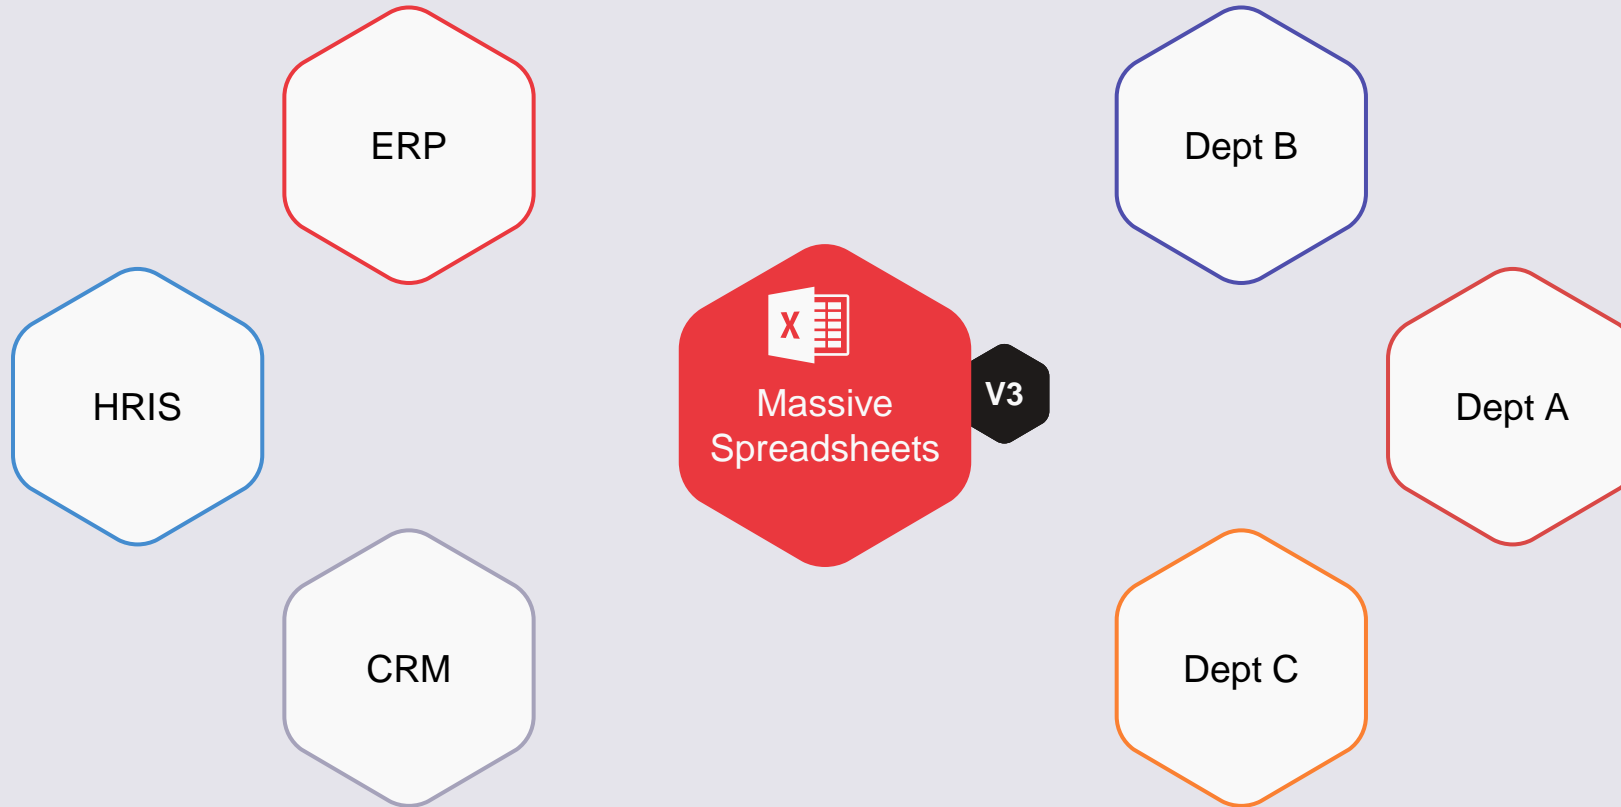 ERP
Dept B
HRIS
X
Massive
Spreadsheets
V3
Dept A
CRM
Dept C